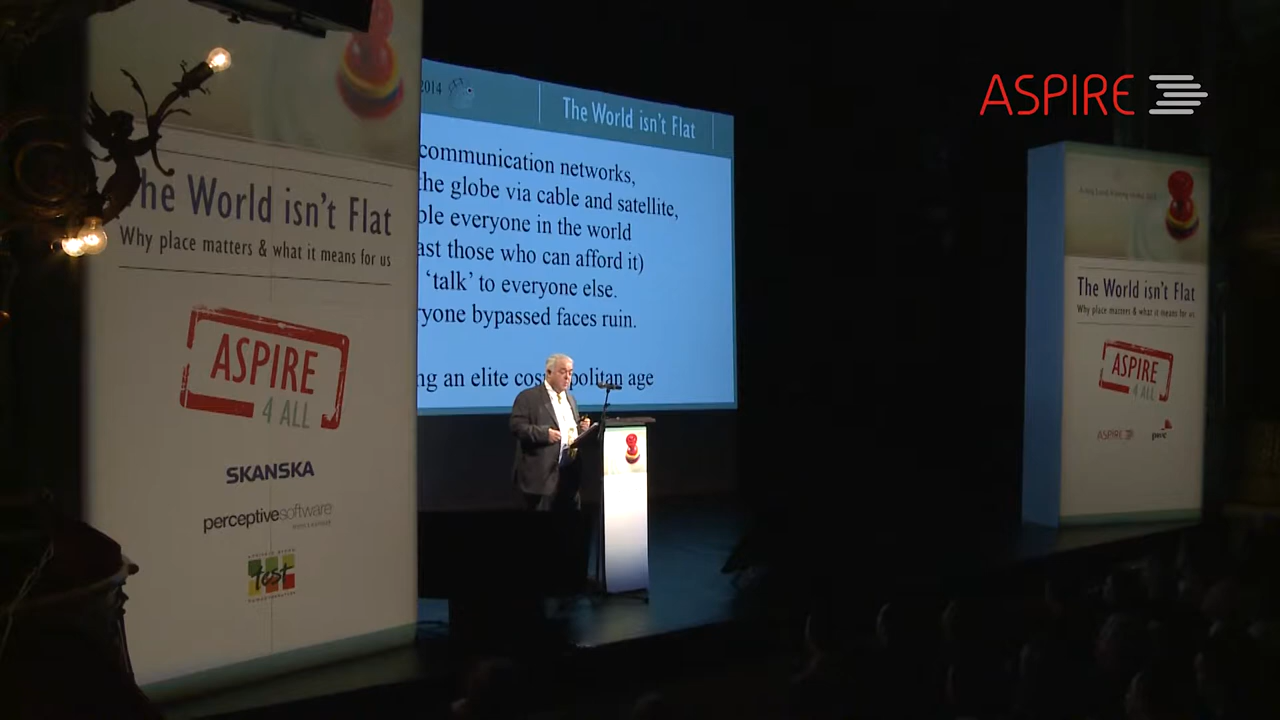 ASPIRE
2014
The World isn't Flat
communication networks,
the globe via cable and satellite,
ble everyone in the world
ast those who can afford it)
'talk' to everyone else.
ryone bypassed faces ruin.
ng an elite cosmopolitan age
he World isn't Flat
Why place matters & what it means for us
ASPIRE
4 ALL
SKANSKA
perceptivesoftware
test
The World isn't Flat
Why place matters & what it means for us
ASPIRE
4 ALL
ASPIRE
pwc